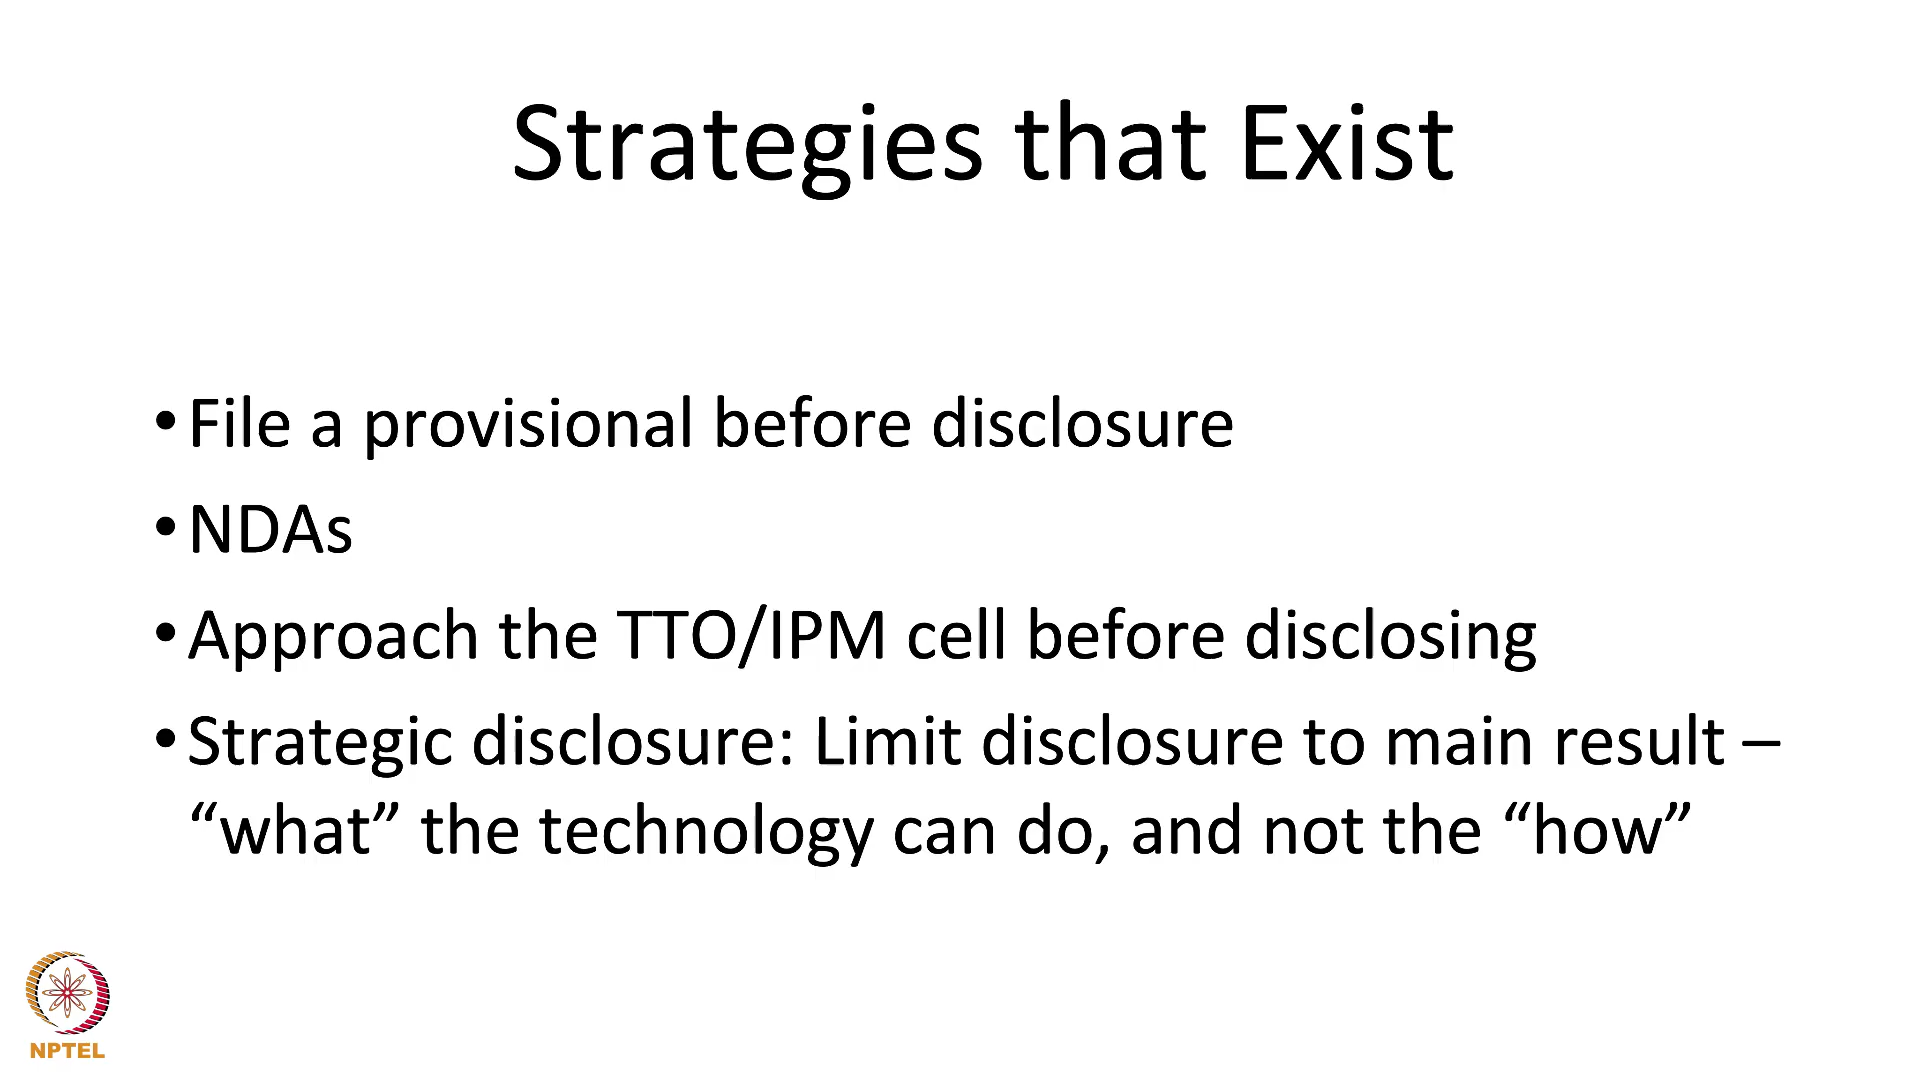 Strategies that Exist
•File a provisional before disclosure
•NDAs
•Approach the TTO/IPM cell before disclosing
•Strategic disclosure: Limit disclosure to main result –
“what” the technology can do, and not the “how”
NPTEL